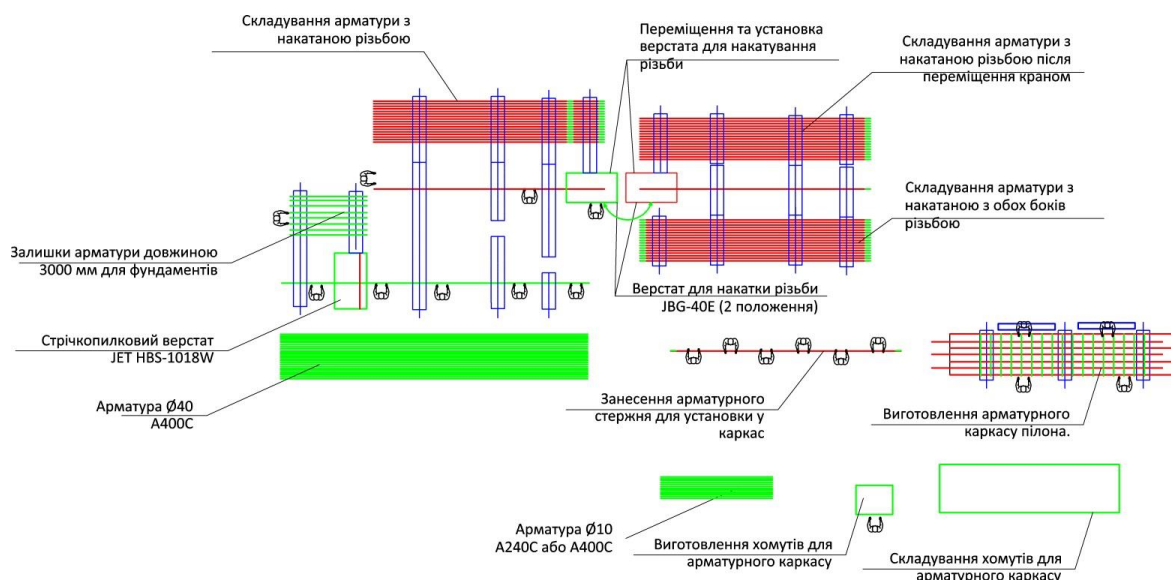 Складування арматури з
накатаною різьбою
Переміщення та установка
верстата для накатування
різьби
Складування арматури з
накатаною різьбою після
переміщення краном
Складування арматури з
накатаною з обох боків
різьбою
Залишки арматури довжиною
3000 мм для фундаментів
Верстат для накатки різьби
JBG-40E (2 положення)
Стрічкопилковий верстат
JET HBS-1018W
Арматура Ø40
А400С
Занесення арматурного
стержня для установки у
каркас
Виготовлення арматурного
каркасу пілона.
Арматура Ø10
А240С або А400С
Виготовлення хомутів для
арматурного каркасу
Складування хомутів для
арматурного каркасу